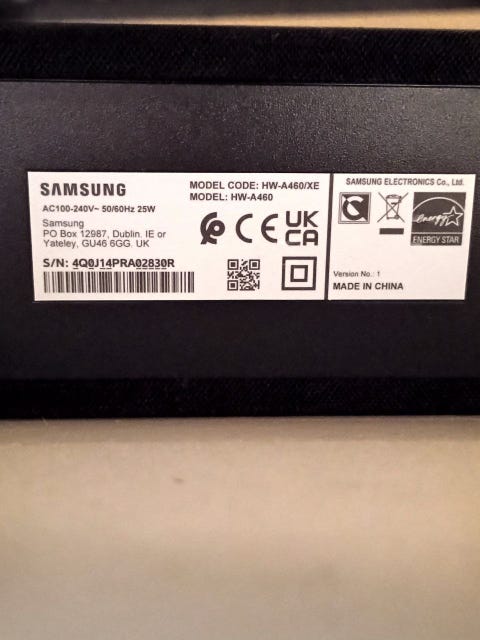 SAMSUNG
AC100-240V~ 50/60Hz 25W
Samsung
PO Box 12987, Dublin. IE or
Yateley, GU46 6GG. UK
S/N: 4Q0J14PRA02830R
MODEL CODE: HW-A460/XE
MODEL: HW-A460
CE
UK
CA
SAMSUNG ELECTRONICS Co., Ltd.
energy
ENERGY STAR
Version No.: 1
MADE IN CHINA